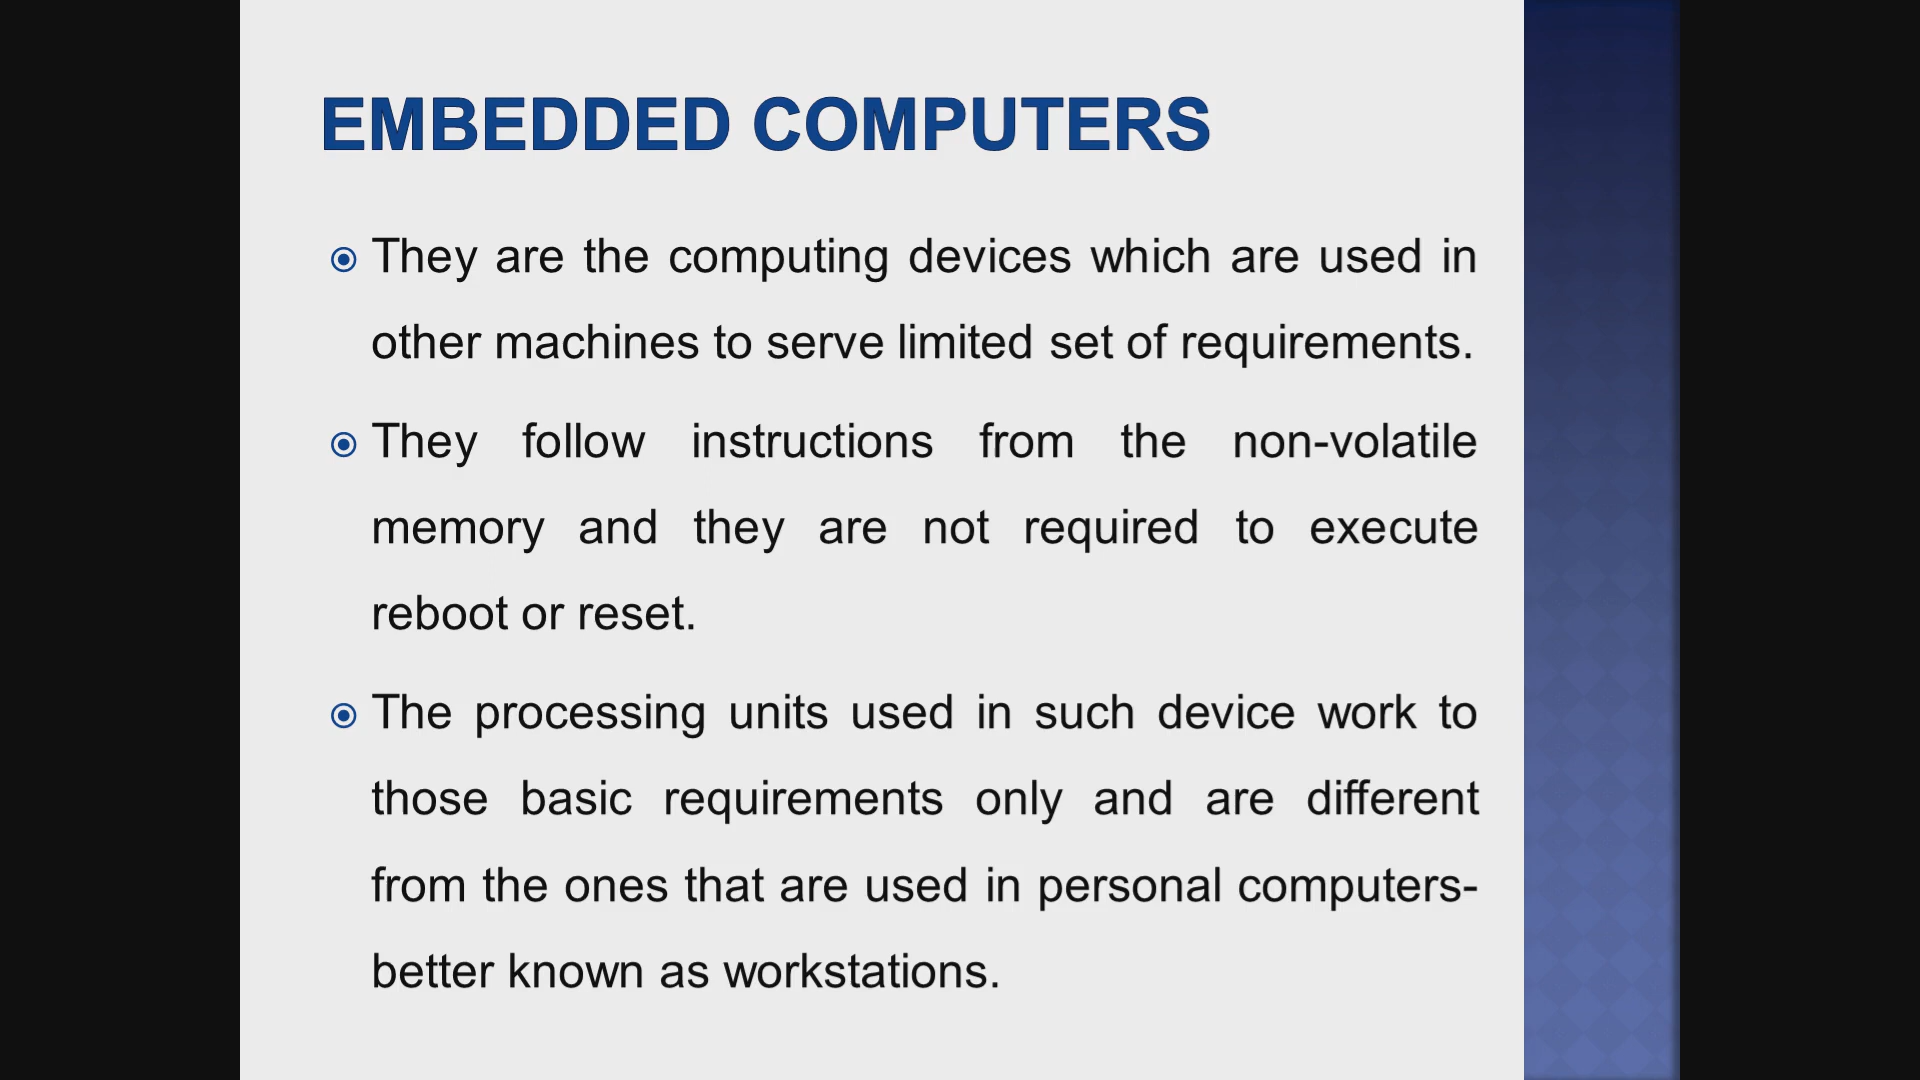 EMBEDDED COMPUTERS
They are the computing devices which are used in
other machines to serve limited set of requirements.
They follow instructions from the non-volatile
memory and they are not required to execute
reboot or reset.
The processing units used in such device work to
those basic requirements only and are different
from the ones that are used in personal computers-
better known as workstations.